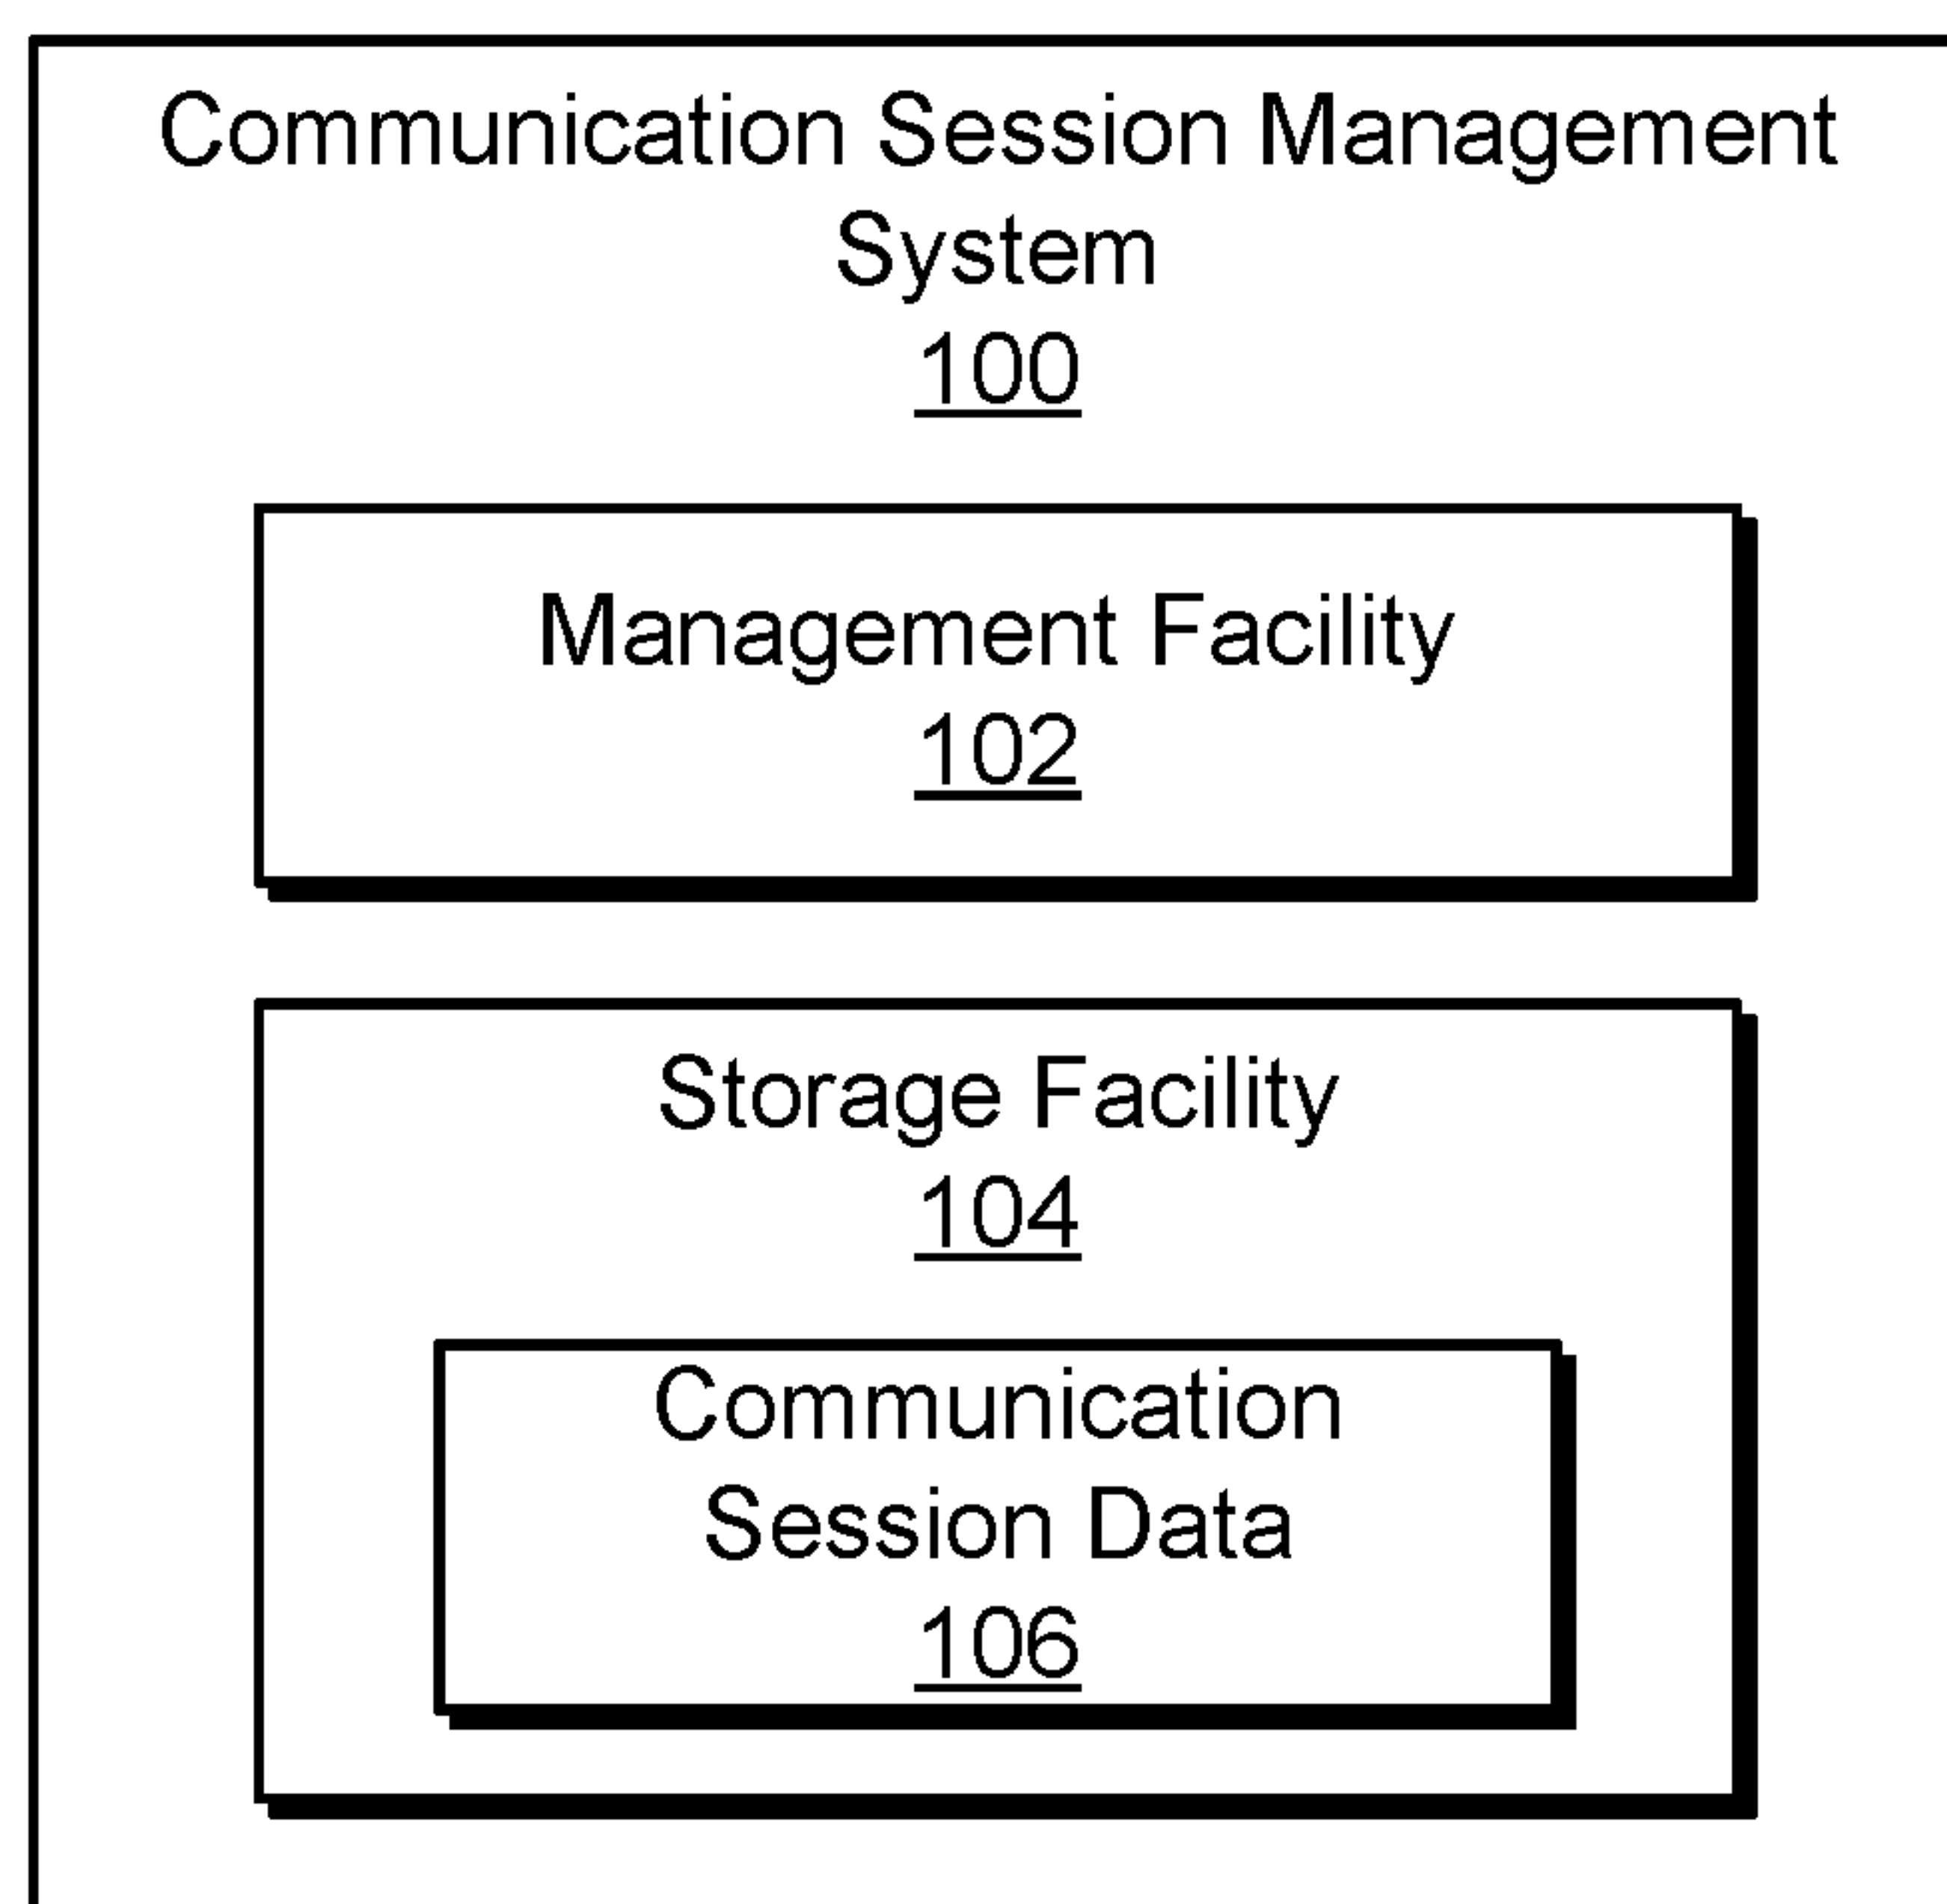 Communication Session Management
System
100
Management Facility
102
Storage Facility
104
Communication
Session Data
106